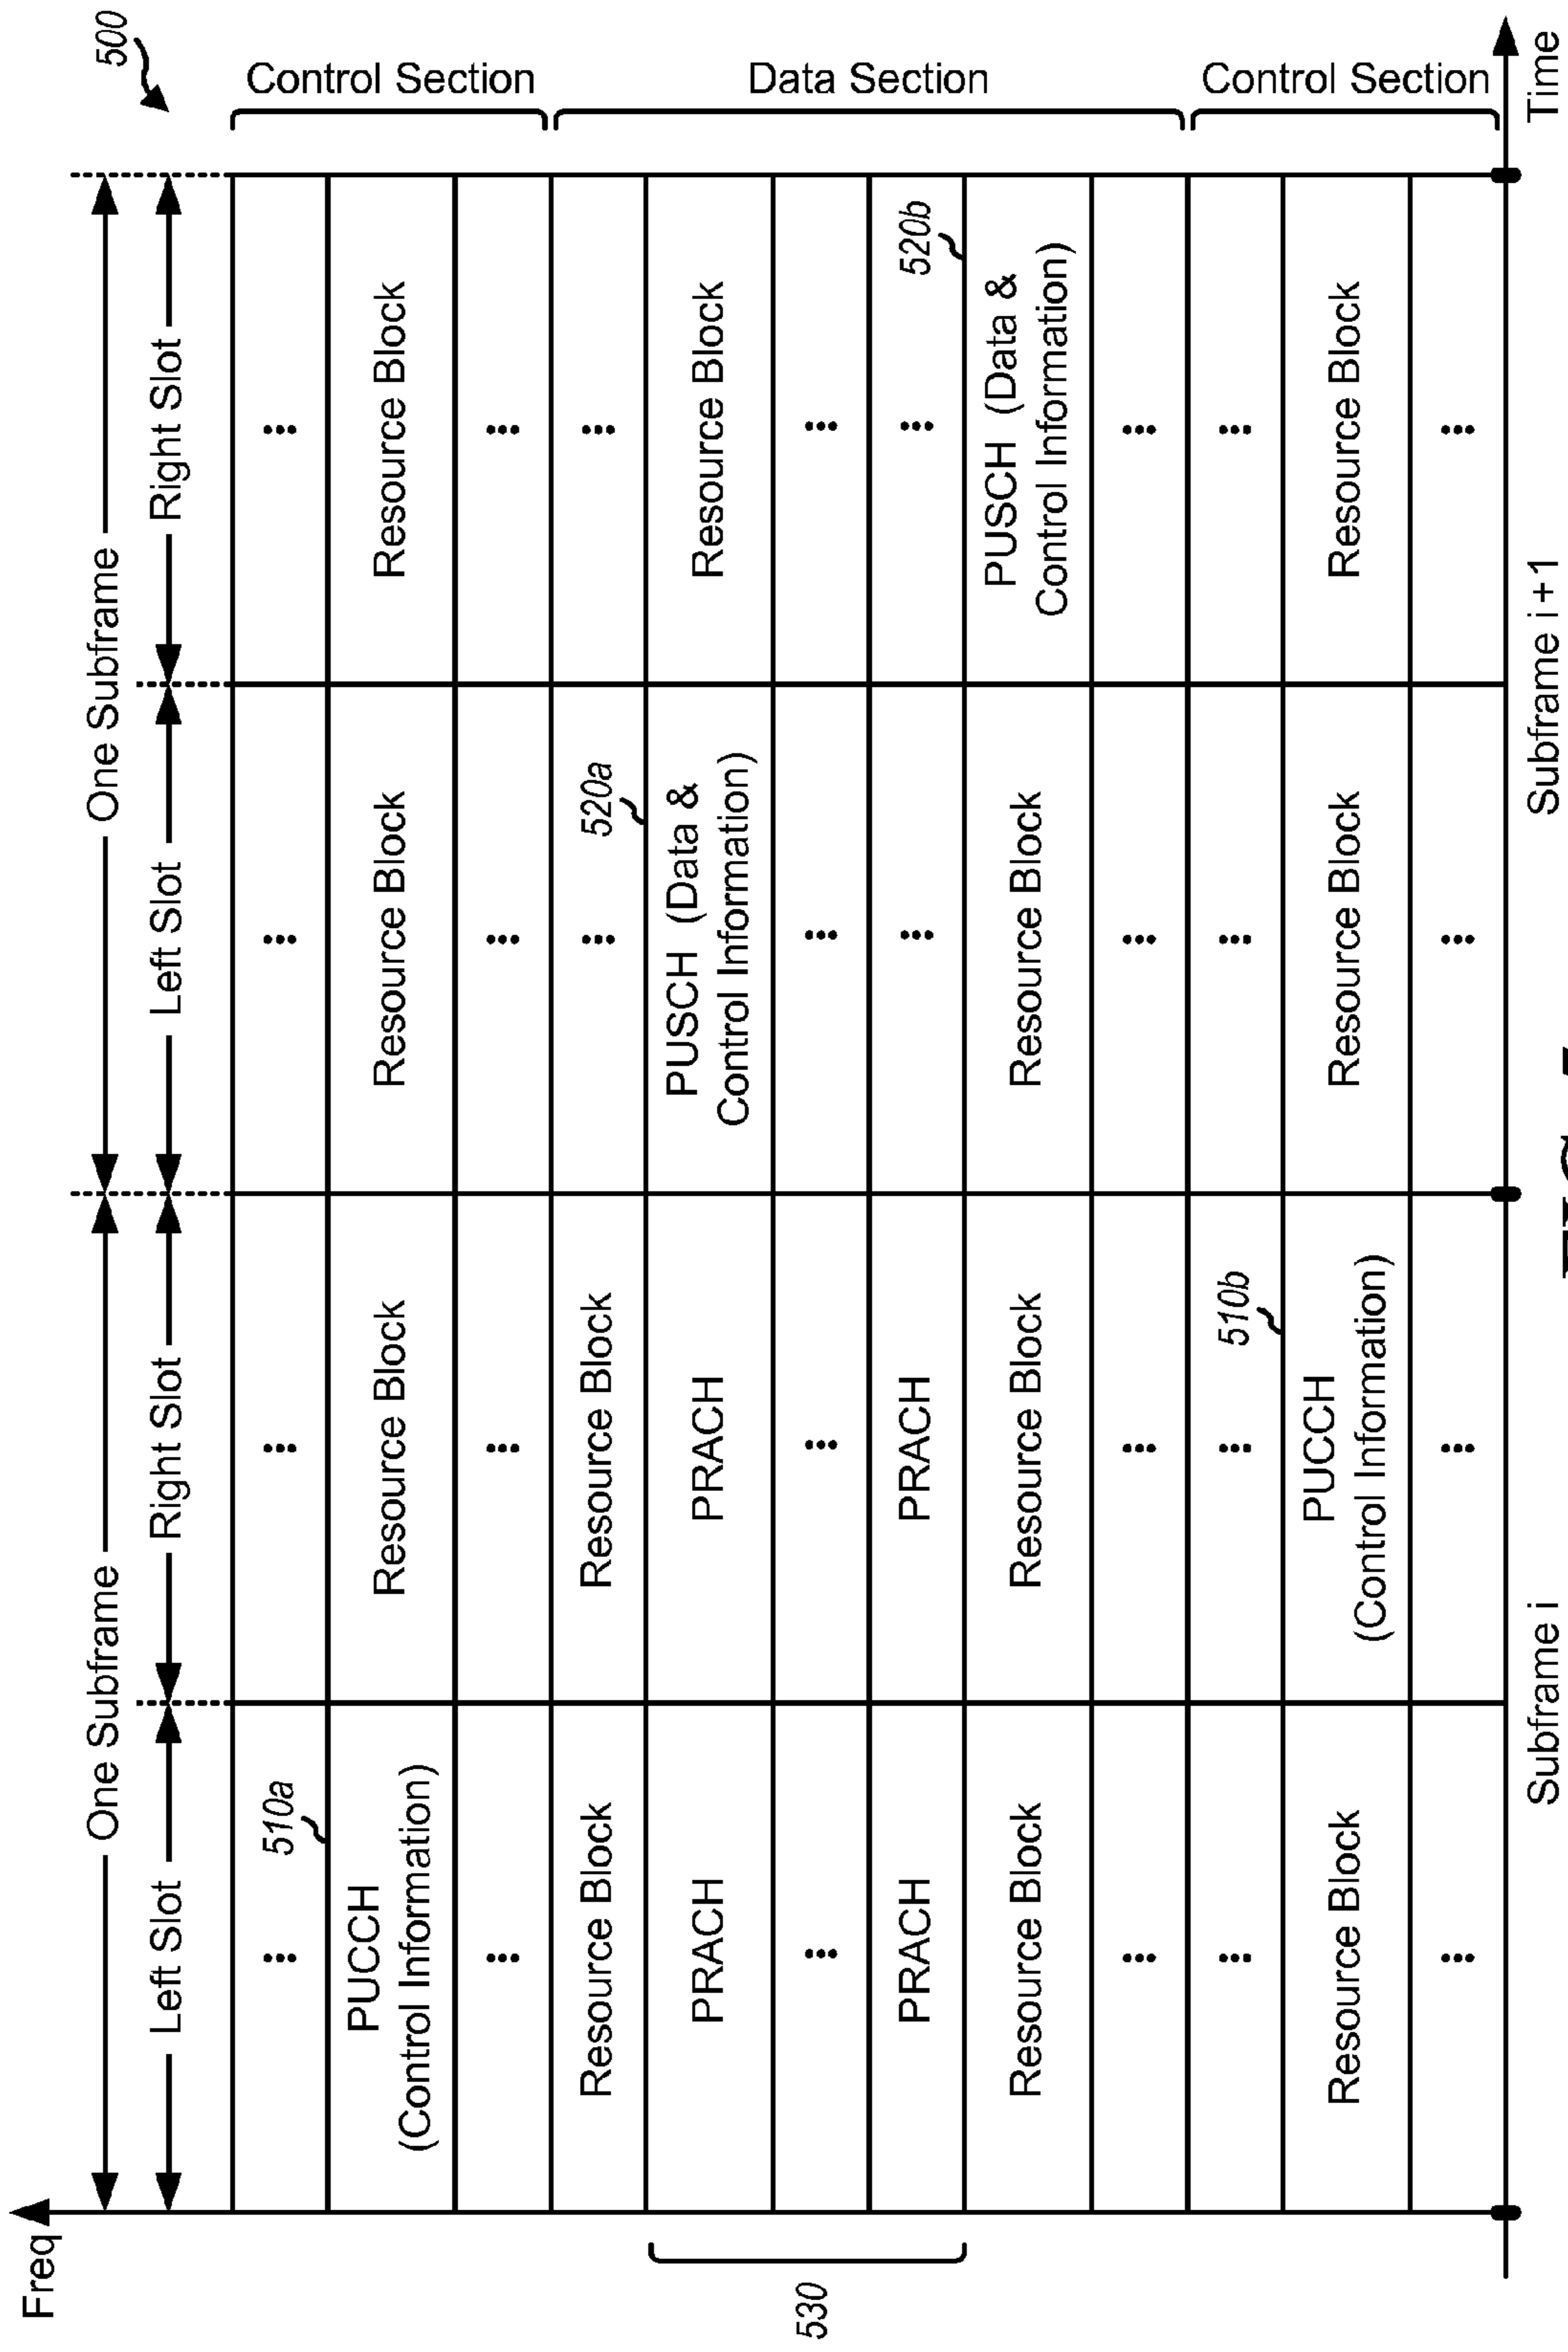 Freq
500
One Subframe
One Subframe
Left Slot
Right Slot
Left Slot
Right Slot
Control Section
510a
PUCCH
(Control Information)
Resource Block
Resource Block
Resource Block
Data Section
Resource Block
Resource Block
520a
530
PRACH
PRACH
PUSCH (Data &
Control Information)
Resource Block
PRACH
PRACH
520b
Resource Block
Resource Block
Resource Block
PUSCH (Data &
Control Information)
Control Section
510b
Resource Block
PUCCH
(Control Information)
Resource Block
Resource Block
Subframe i
Subframe i + 1
Time